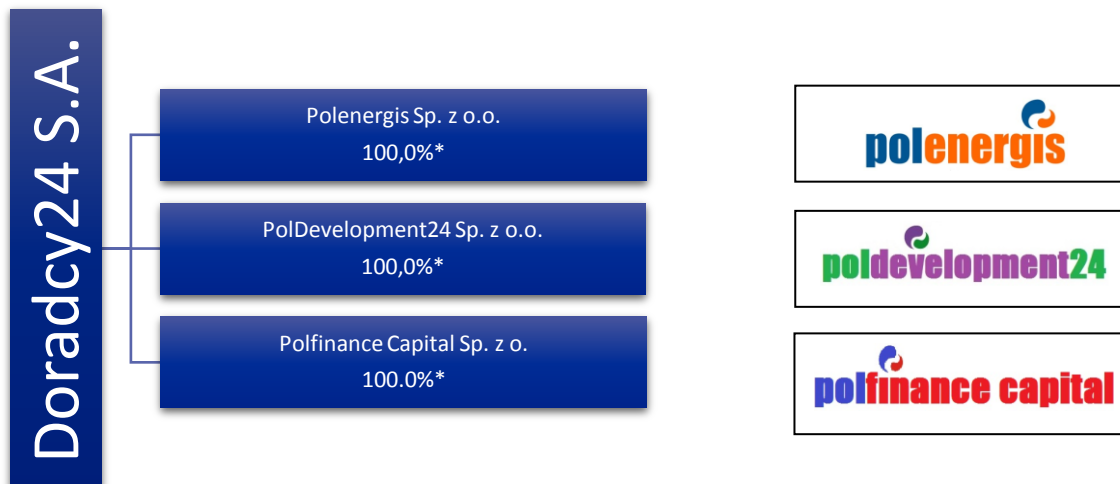 Doradcy24 S.A.
Polenergis Sp. z o.o.
100,0%*
PolDevelopment24 Sp. z o.o.
100,0%*
Polfinance Capital Sp. z o.
100.0%*
polenergis
poldevelopment24
polfinance capital